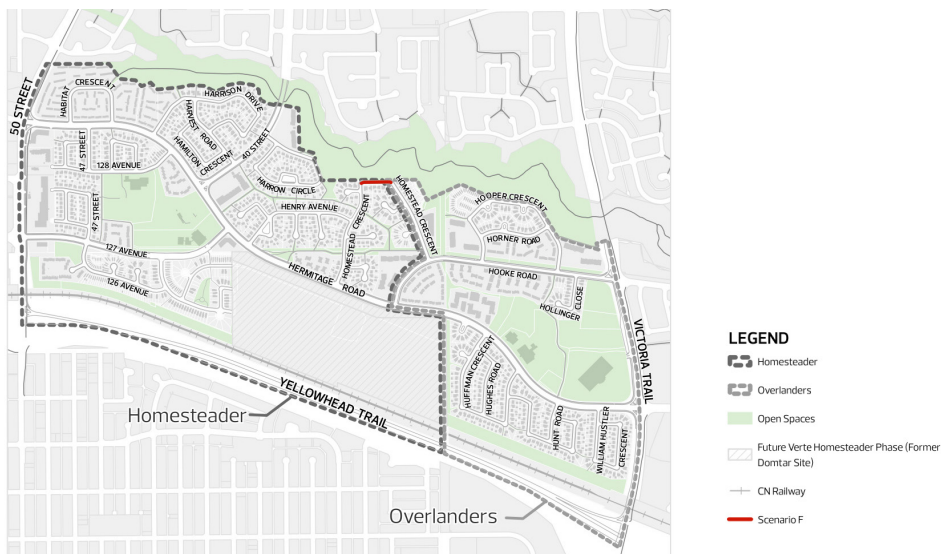 50 STREET
HABITAT
CRESCENT
HARRISON DRIVE
HARVEST ROAD
HAMILTON
CRESCENT
40 STREET
47 STREET
128 AVENUE
HARROW CIRCLE
HENRY AVENUE
HOMESTEAD CRESCENT
HOMESTEAD CRESCENT
HOOPER CRESCENT
HORNER ROAD
47 STREET
127 AVENUE
126 AVENUE
HERMITAGE ROAD
HOOKE ROAD
HOLLINGER
CLOSE
VICTORIA TRAIL
HUFFMAN CRESCENT
HUGHES ROAD
HUNT ROAD
WILLIAM HUSTLER
CRESCENT
YELLOWHEAD TRAIL
Homesteader
Overlanders
LEGEND
Homesteader
Overlanders
Open Spaces
Future Verte Homesteader Phase (Former
Domtar Site)
CN Railway
Scenario F